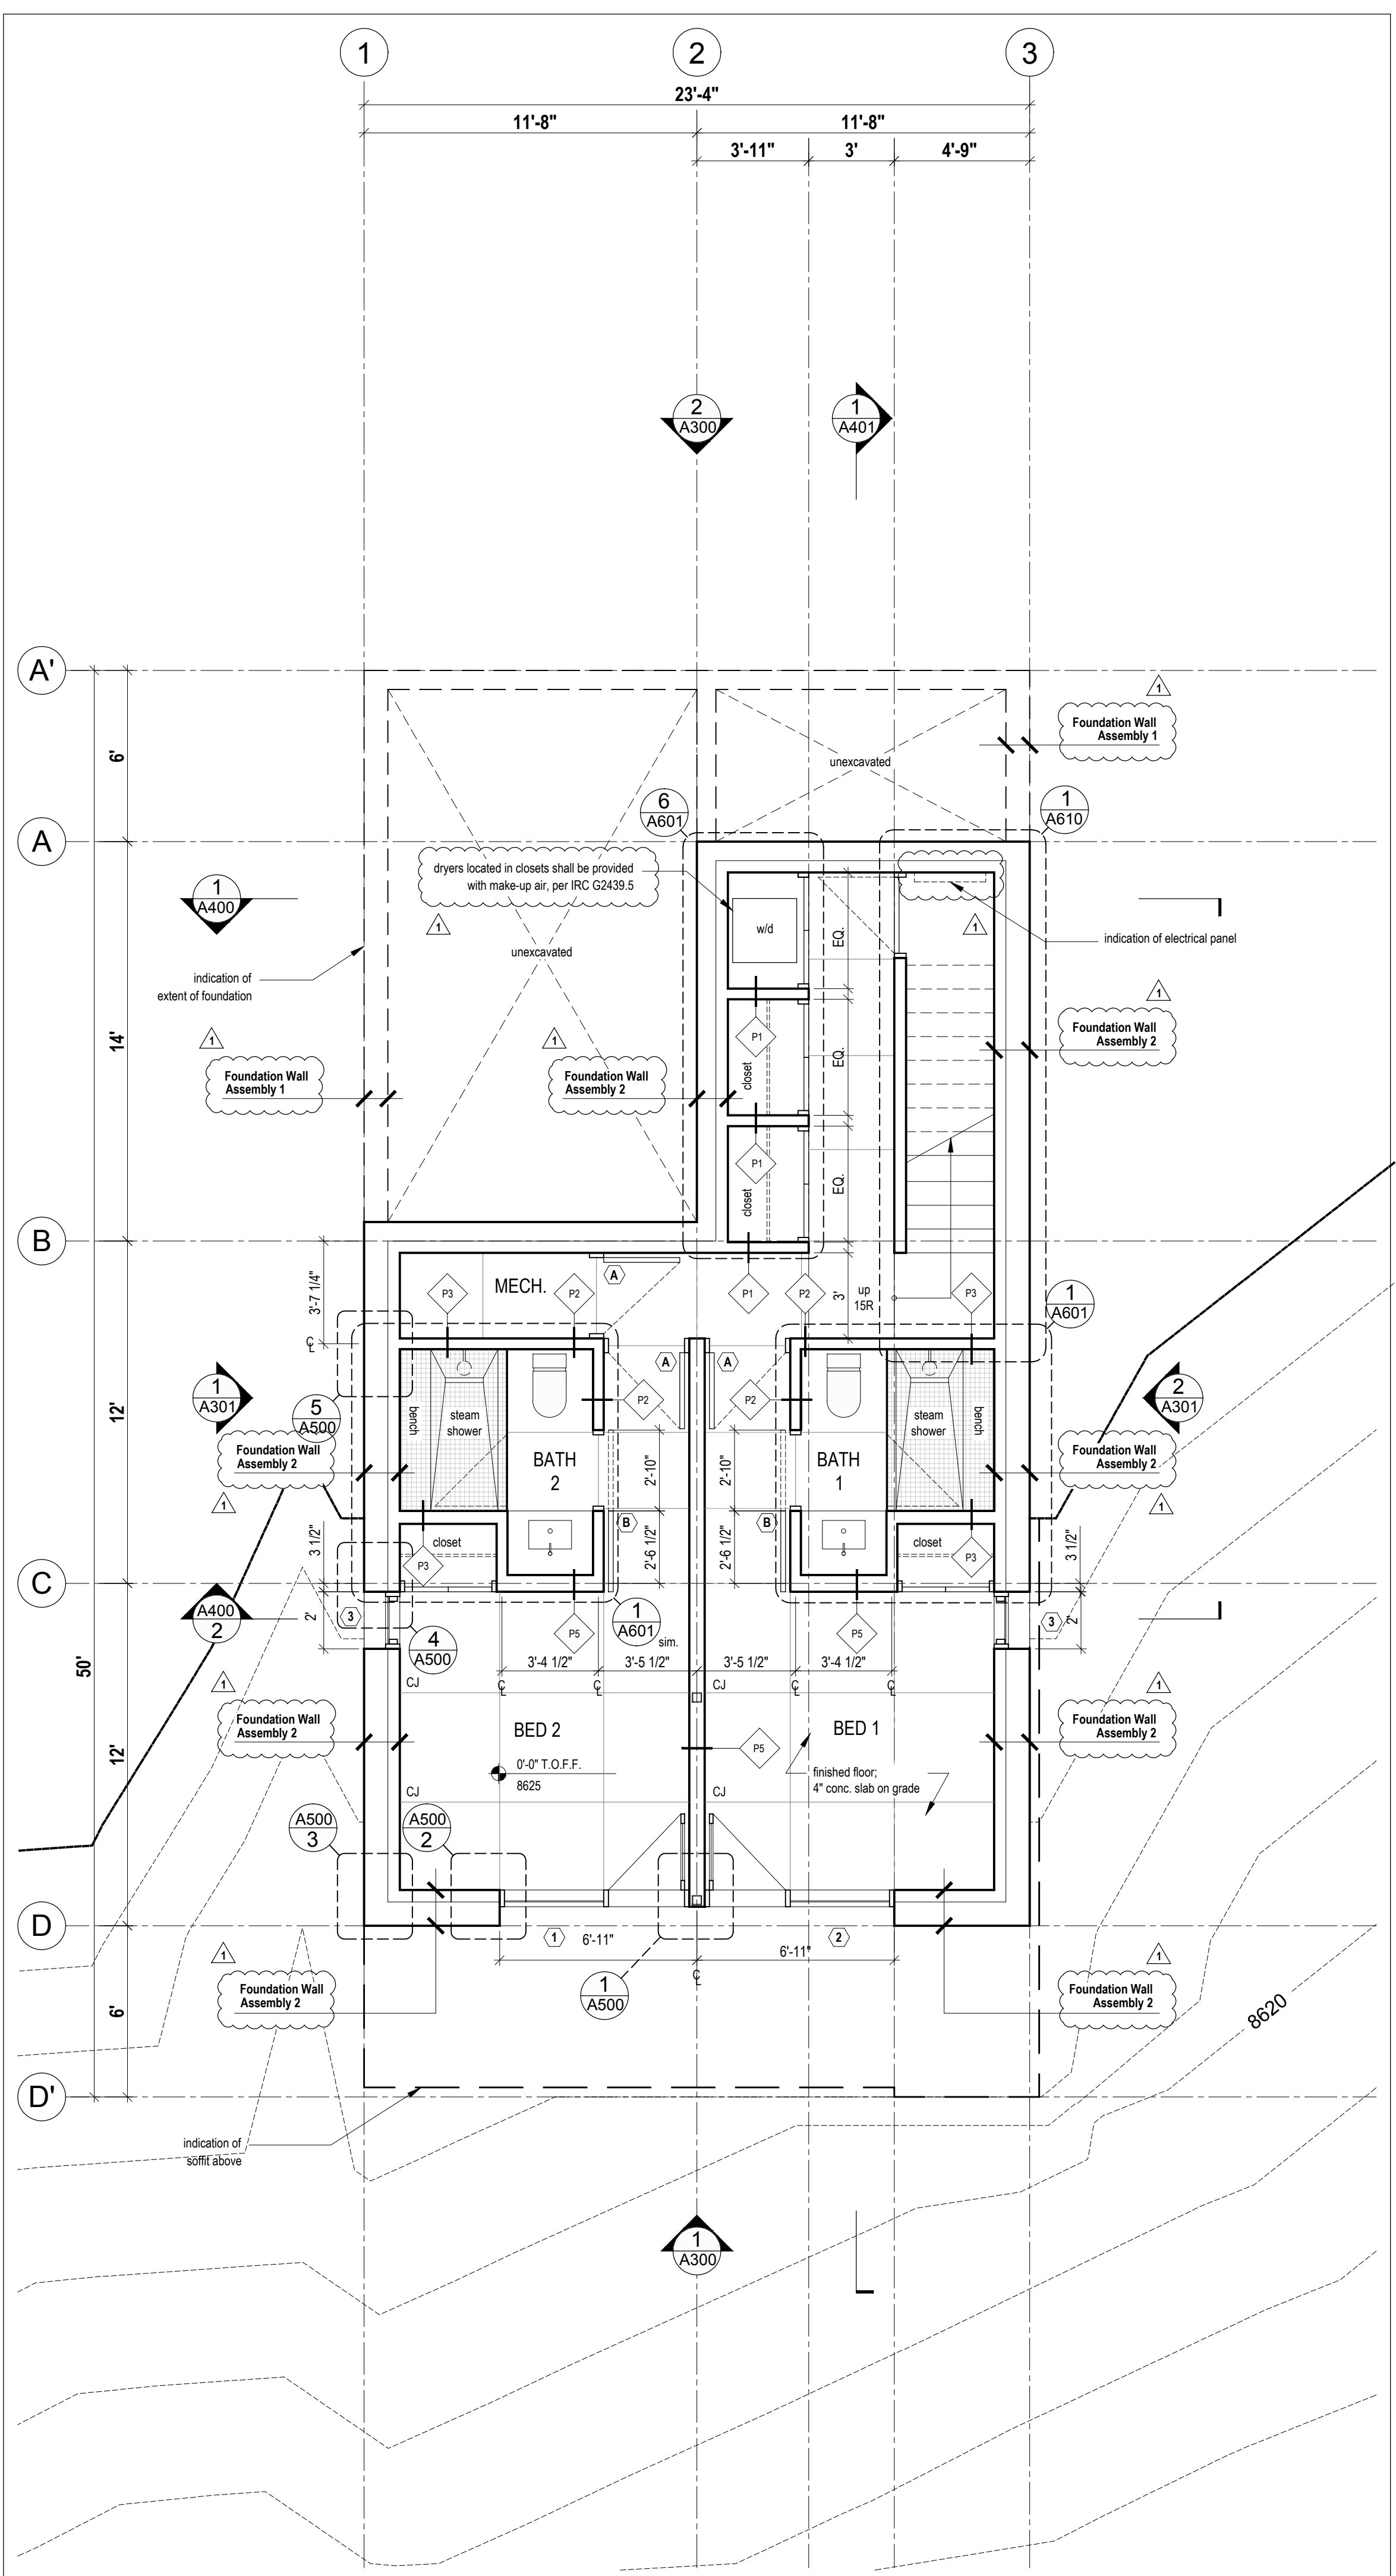 1
2
3
23'-4"
11'-8"
11'-8"
3'-11"
3'
4'-9"
2
A300
1
A401
A'
1
Foundation Wall
Assembly 1
6'
unexcavated
6
A601
1
A610
A
dryers located in closets shall be provided
with make-up air, per IRC G2439.5
1
A400
1
w/d
EQ.
1
indication of electrical panel
unexcavated
indication of
extent of foundation
1
Foundation Wall
Assembly 2
14'
1
Foundation Wall
Assembly 1
1
Foundation Wall
Assembly 2
P1
closet
EQ.
P1
closet
EQ.
B
3'-7 1/4"
MECH.
A
P3
P2
P1
P2
3'
up
15R
P3
1
A601
CL
A
A
1
A301
2
A301
5
A500
bench
steam
shower
P2
P2
steam
shower
bench
Foundation Wall
Assembly 2
1
BATH
2
2'-10"
2'-10"
BATH
1
Foundation Wall
Assembly 2
1
3 1/2"
closet
P3
B
2'-6 1/2"
2'-6 1/2"
B
closet
P3
3 1/2"
C
12'
A400
2
2'
3
4
A500
P5
1
A601
sim.
P5
3
2'
50'
3'-4 1/2"
3'-5 1/2"
3'-5 1/2"
3'-4 1/2"
CJ
CL
CL
CJ
CL
CL
1
Foundation Wall
Assembly 2
1
Foundation Wall
Assembly 2
BED 2
BED 1
P5
12'
0'-0" T.O.F.F.
8625
finished floor;
4" conc. slab on grade
CJ
CJ
A500
3
A500
2
D
1
6'-11"
6'-11"
2
CL
1
Foundation Wall
Assembly 2
1
A500
1
Foundation Wall
Assembly 2
6'
8620
D'
indication of
soffit above
1
A300